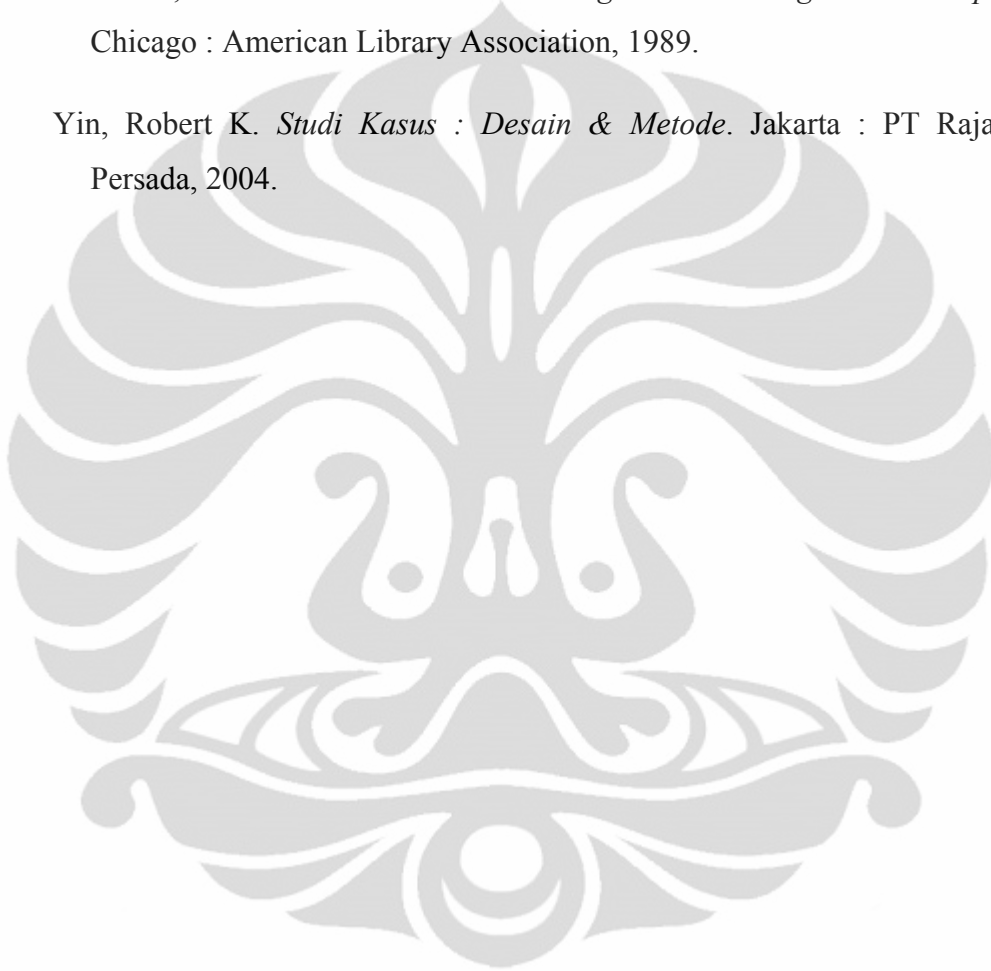 Chicago : American Library Association, 1989.
Yin, Robert K. Studi Kasus : Desain & Metode. Jakarta : PT Raja
Persada, 2004.